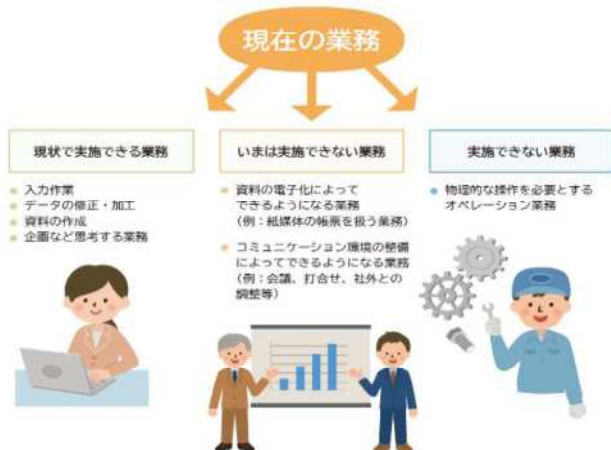 現在の業務
現状で実施できる業務
入力作業
データの修正・加工
資料の作成
企画など思考する業務
いまは実施できない業務
資料の電子化によって
できるようになる業務
(例:紙媒体の帳票を扱う業務)
コミュニケーション環境の整備
によってできるようになる業務
(例:会議、打合せ、社外との
調整等)
実施できない業務
物理的な操作を必要とする
オペレーション業務